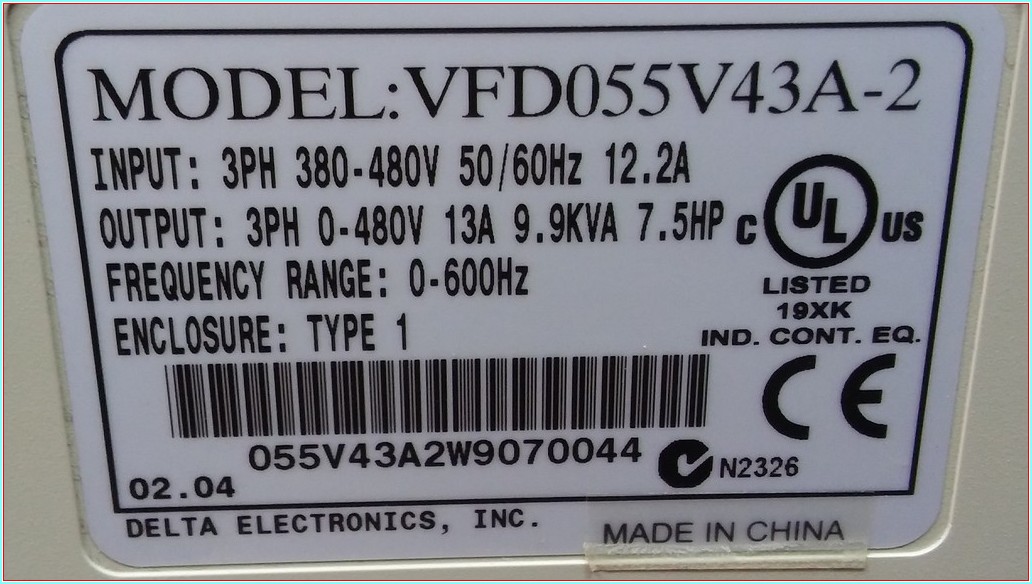 MODEL:VFD055V43A-2
INPUT: 3PH 380-480V 50/60Hz 12.2A
OUTPUT: 3PH 0-480V 13A 9.9KVA 7.5HP
FREQUENCY RANGE: 0-600Hz
ENCLOSURE: TYPE 1
C UL US
LISTED
19XK
IND. CONT. EQ.
CE
055V43A2W9070044
N2326
02.04
DELTA ELECTRONICS, INC.
MADE IN CHINA